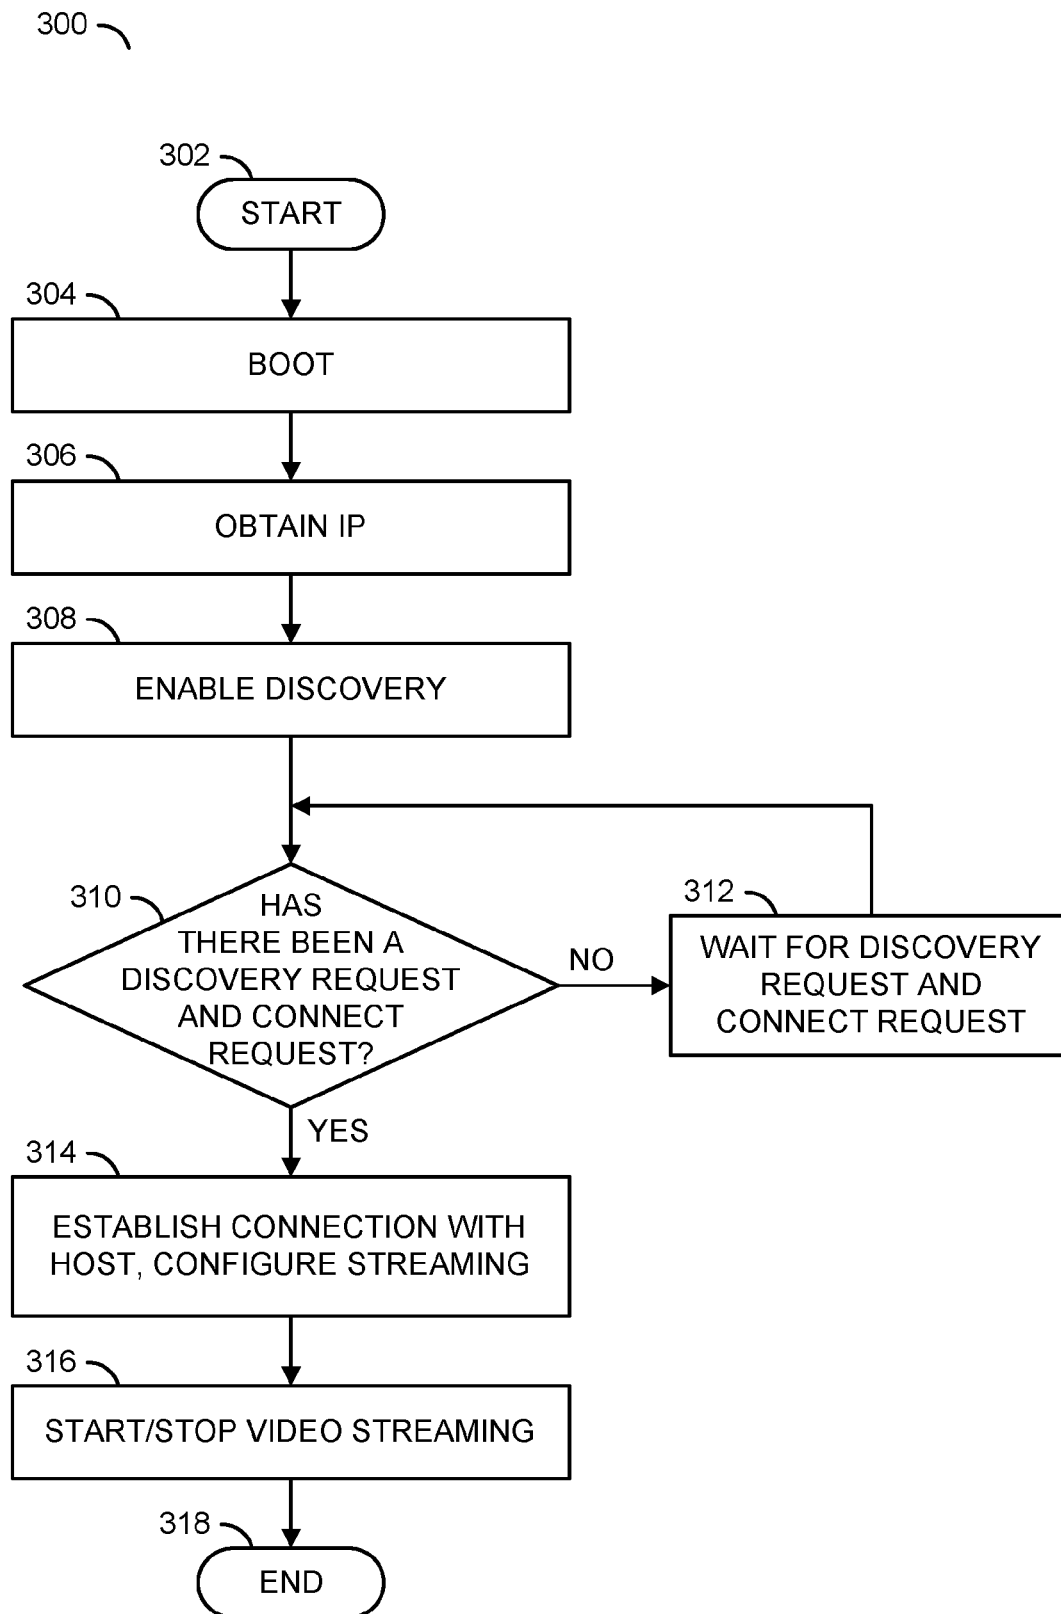 300
302
START
304
BOOT
306
OBTAIN IP
308
ENABLE DISCOVERY
310
HAS
THERE BEEN A
DISCOVERY REQUEST
AND CONNECT
REQUEST?
NO
312
WAIT FOR DISCOVERY
REQUEST AND
CONNECT REQUEST
YES
314
ESTABLISH CONNECTION WITH
HOST, CONFIGURE STREAMING
316
START/STOP VIDEO STREAMING
318
END